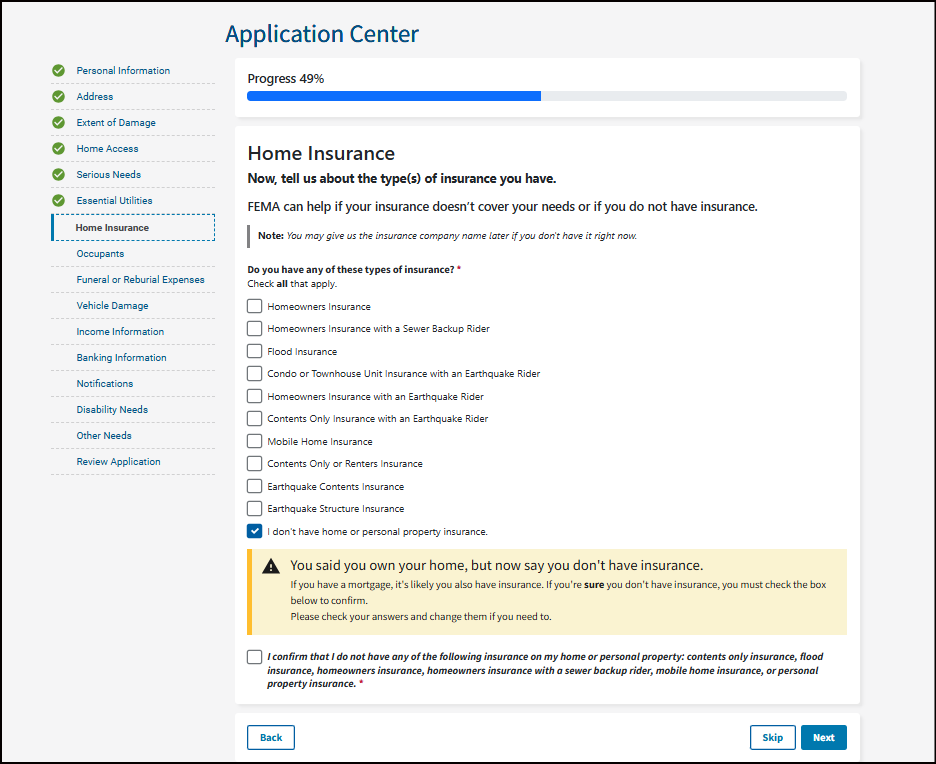 Application Center
Personal Information
Address
Extent of Damage
Home Access
Serious Needs
Essential Utilities
Home Insurance
Occupants
Funeral or Reburial Expenses
Vehicle Damage
Income Information
Banking Information
Notifications
Disability Needs
Other Needs
Review Application
Progress 49%
Home Insurance
Now, tell us about the type(s) of insurance you have.
FEMA can help if your insurance doesn’t cover your needs or if you do not have insurance.
Note: You may give us the insurance company name later if you don't have it right now.
Do you have any of these types of insurance? *
Check all that apply.
Homeowners Insurance
Homeowners Insurance with a Sewer Backup Rider
Flood Insurance
Condo or Townhouse Unit Insurance with an Earthquake Rider
Homeowners Insurance with an Earthquake Rider
Contents Only Insurance with an Earthquake Rider
Mobile Home Insurance
Contents Only or Renters Insurance
Earthquake Contents Insurance
Earthquake Structure Insurance
I don't have home or personal property insurance.
You said you own your home, but now say you don't have insurance.
If you have a mortgage, it's likely you also have insurance. If you're sure you don't have insurance, you must check the box
below to confirm.
Please check your answers and change them if you need to.
I confirm that I do not have any of the following insurance on my home or personal property: contents only insurance, flood
insurance, homeowners insurance, homeowners insurance with a sewer backup rider, mobile home insurance, or personal
property insurance. *
Back
Skip
Next